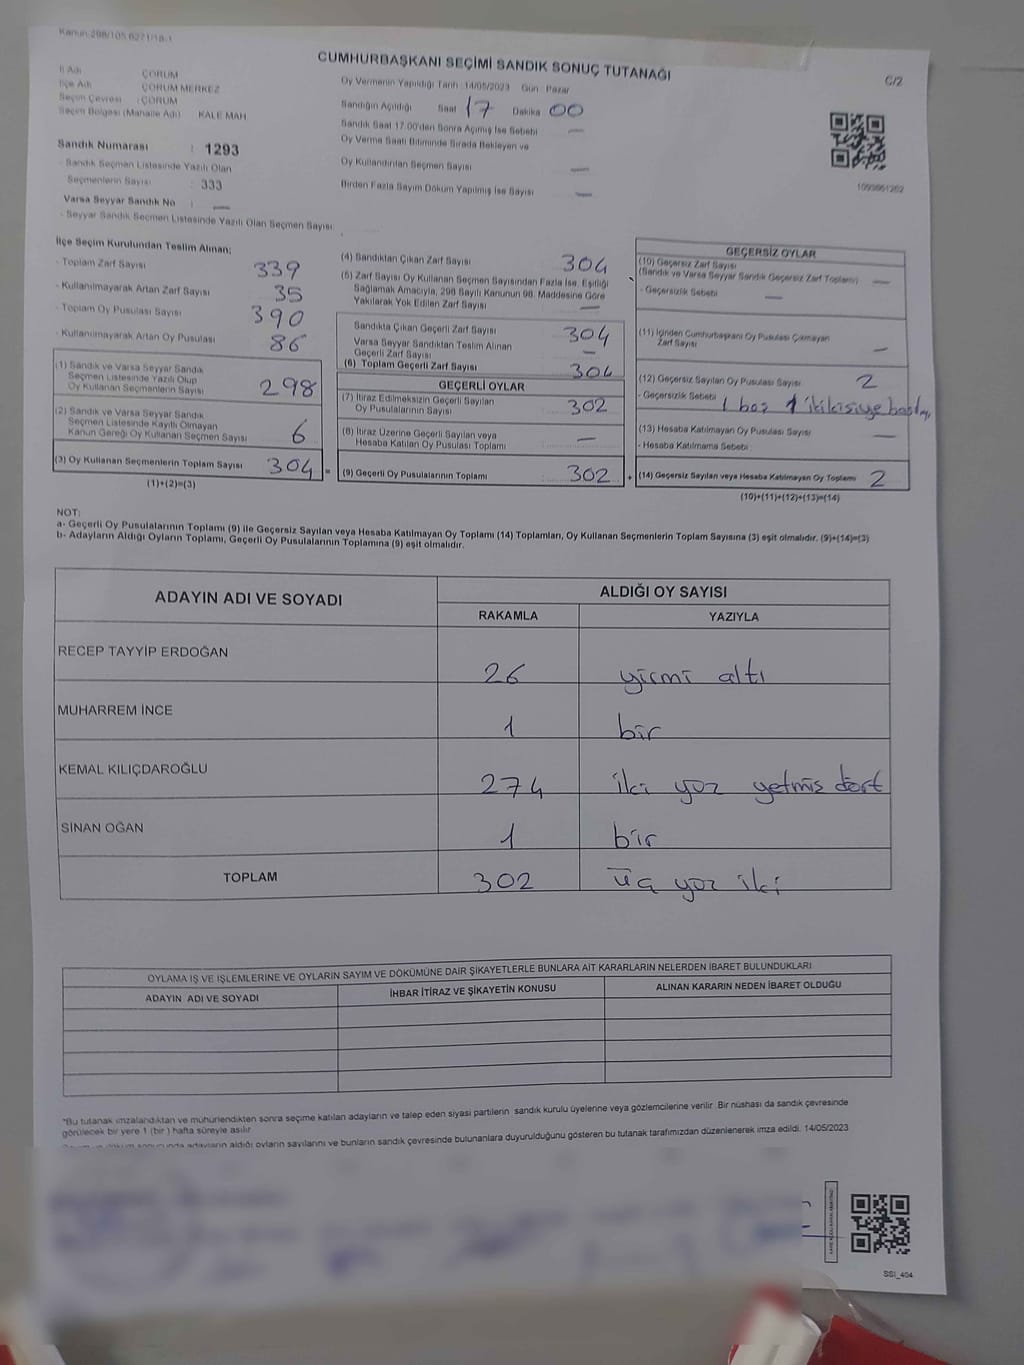 Kanun:298/105 6271/18-1
CUMHURBAŞKANI SEÇİMİ SANDIK SONUÇ TUTANAĞI
C/2
İl Adı : ÇORUM
İlçe Adı : ÇORUM MERKEZ
Seçim Çevresi : ÇORUM
Seçim Bölgesi (Mahalle Adı) : KALE MAH.
Sandık Numarası : 1293
- Sandık Seçmen Listesinde Yazılı Olan
Seçmenlerin Sayısı : 333
Varsa Seyyar Sandık No : —
- Seyyar Sandık Seçmen Listesinde Yazılı Olan Seçmen Sayısı :
Oy Vermenin Yapıldığı Tarih :14/05/2023 Gün : Pazar
Sandığın Açıldığı Saat 17 Dakika 00
Sandık Saat 17.00'den Sonra Açımış İse Sebebi —
Oy Verme Saati Bitiminde Sırada Bekleyen ve
Oy Kullandırılan Seçmen Sayısı —
Birden Fazla Sayım Döküm Yapılmış İse Sayısı —
1093861262
İlçe Seçim Kurulundan Teslim Alınan;
- Toplam Zarf Sayısı 339
- Kullanılmayarak Artan Zarf Sayısı 35
- Toplam Oy Pusulası Sayısı 390
- Kullanılmayarak Artan Oy Pusulası 86
(1) Sandık ve Varsa Seyyar Sandık
Seçmen Listesinde Yazılı Olup
Oy Kullanan Seçmenlerin Sayısı 298
(2) Sandık ve Varsa Seyyar Sandık
Seçmen Listesinde Kayıtlı Olmayan
Kanun Gereği Oy Kullanan Seçmen Sayısı 6
(3) Oy Kullanan Seçmenlerin Toplam Sayısı 304 =
(1)+(2)=(3)
(4) Sandıktan Çıkan Zarf Sayısı 304
(5) Zarf Sayısı Oy Kullanan Seçmen Sayısından Fazla İse, Eşitliği
Sağlamak Amacıyla, 298 Sayılı Kanunun 98. Maddesine Göre
Yakılarak Yok Edilen Zarf Sayısı —
Sandıkta Çıkan Geçerli Zarf Sayısı 304
Varsa Seyyar Sandıktan Teslim Alınan
Geçerli Zarf Sayısı —
(6) Toplam Geçerli Zarf Sayısı 304
GEÇERLİ OYLAR
(7) İtiraz Edilmeksizin Geçerli Sayılan
Oy Pusulalarının Sayısı 302
(8) İtiraz Üzerine Geçerli Sayılan veya
Hesaba Katılan Oy Pusulası Toplamı —
(9) Geçerli Oy Pusulalarının Toplamı 302 +
GEÇERSİZ OYLAR
(10) Geçersiz Zarf Sayısı
(Sandık ve Varsa Seyyar Sandık Geçersiz Zarf Toplamı) —
- Geçersizlik Sebebi —
(11) İçinden Cumhurbaşkanı Oy Pusulası Çıkmayan
Zarf Sayısı —
(12) Geçersiz Sayılan Oy Pusulası Sayısı 2
- Geçersizlik Sebebi 1 boş 1
(13) Hesaba Katılmayan Oy Pusulası Sayısı —
- Hesaba Katılmama Sebebi :
(14) Geçersiz Sayılan veya Hesaba Katılmayan Oy Toplamı 2
(10)+(11)+(12)+(13)=(14)
NOT:
a- Geçerli Oy Pusulalarının Toplamı (9) ile Geçersiz Sayılan veya Hesaba Katılmayan Oy Toplamı (14) Toplamları, Oy Kullanan Seçmenlerin Toplam Sayısına (3) eşit olmalıdır. (9)+(14)=(3)
b- Adayların Aldığı Oyların Toplamı, Geçerli Oy Pusulalarının Toplamına (9) eşit olmalıdır.
ADAYIN ADI VE SOYADI
ALDIĞI OY SAYISI
RAKAMLA YAZIYLA
RECEP TAYYİP ERDOĞAN 26 yirmi altı
MUHARREM İNCE 1 bir
KEMAL KILIÇDAROĞLU 274 iki yüz yetmiş dört
SİNAN OĞAN 1 bir
TOPLAM 302 üç yüz iki
OYLAMA İŞ VE İŞLEMLERİNE VE OYLARIN SAYIM VE DÖKÜMÜNE DAİR ŞİKAYETLERLE BUNLARA AİT KARARLARIN NELERDEN İBARET BULUNDUKLARI
ADAYIN ADI VE SOYADI İHBAR İTİRAZ VE ŞİKAYETİN KONUSU ALINAN KARARIN NEDEN İBARET OLDUĞU
*Bu tutanak imzalandıktan ve mühürlendikten sonra seçime katılan adayların ve talep eden siyasi partilerin sandık kurulu üyelerine veya gözlemcilerine verilir. Bir nüshası da sandık çevresinde
görülecek bir yere 1 (bir ) hafta süreyle asılır.
adayların aldığı oyların sayılarını ve bunların sandık çevresinde bulunanlara duyurulduğunu gösteren bu tutanak tarafımızdan düzenlenerek imza edildi. 14/05/2023
SSI_404